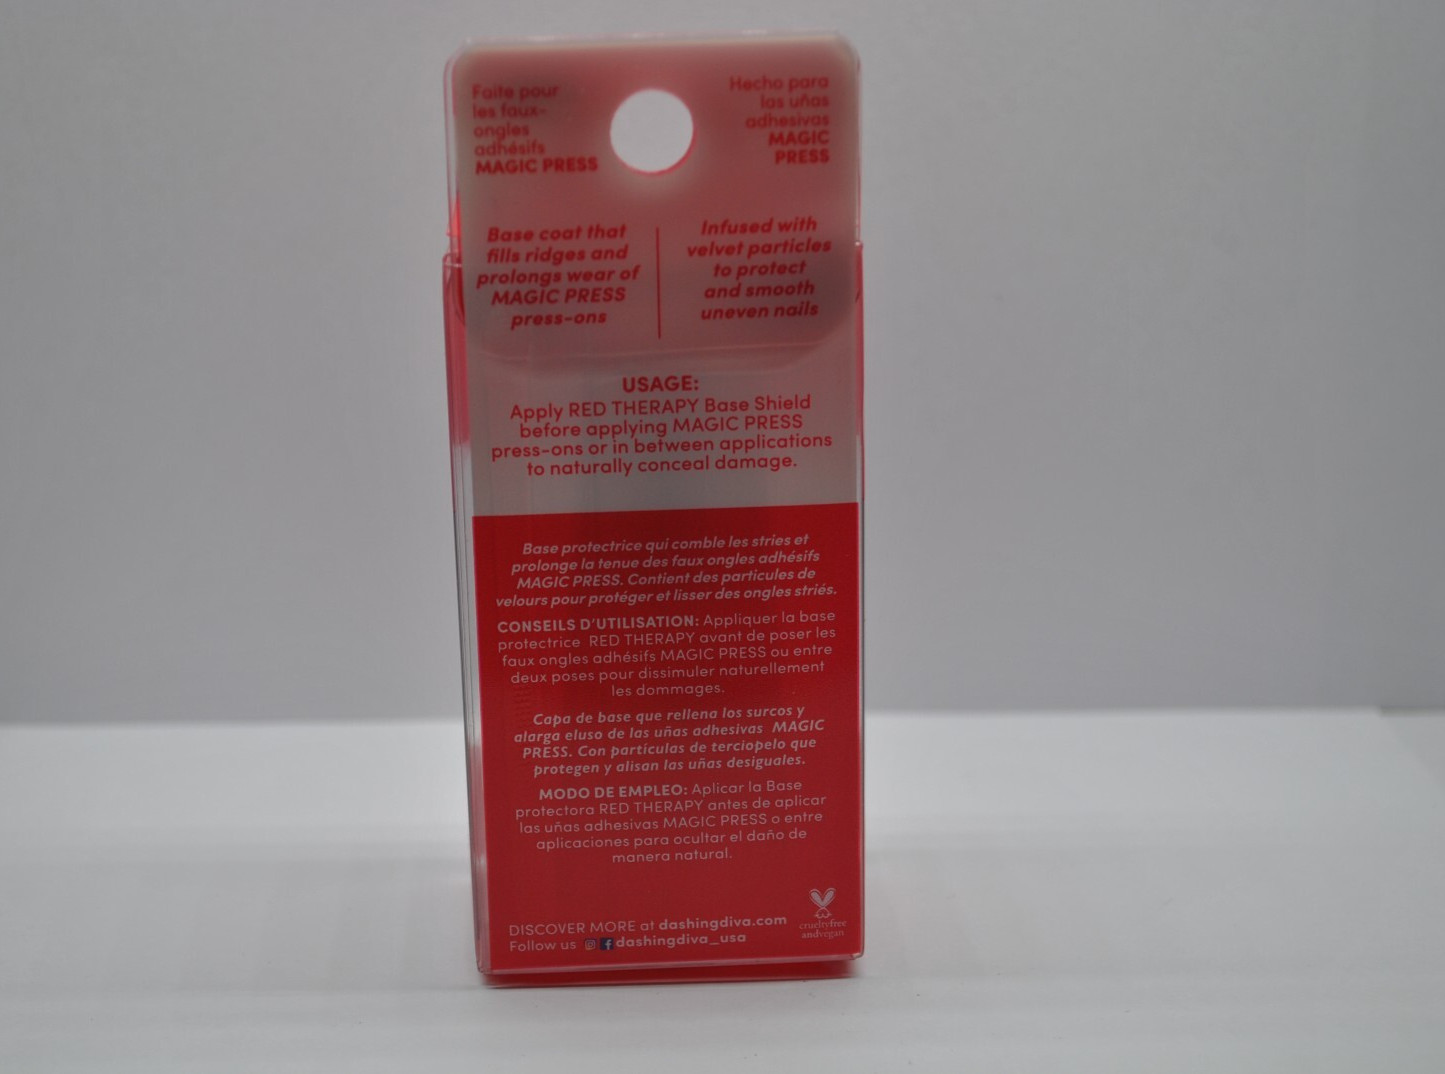 Faite pour
les faux-
ongles
adhésifs
MAGIC PRESS
Hecho para
las uñas
adhesivas
MAGIC
PRESS
Base coat that
fills ridges and
prolongs wear of
MAGIC PRESS
press-ons
Infused with
velvet particles
to protect
and smooth
uneven nails
USAGE:
Apply RED THERAPY Base Shield
before applying MAGIC PRESS
press-ons or in between applications
to naturally conceal damage.
Base protectrice qui comble les stries et
prolonge la tenue des faux ongles adhésifs
MAGIC PRESS. Contient des particules de
velours pour protéger et lisser des ongles striés.
CONSEILS D'UTILISATION: Appliquer la base
protectrice RED THERAPY avant de poser les
faux ongles adhésifs MAGIC PRESS ou entre
deux poses pour dissimuler naturellement
les dommages.
Capa de base que rellena los surcos y
alarga eluso de las uñas adhesivas MAGIC
PRESS. Con partículas de terciopelo que
protegen y alisan las uñas desiguales.
MODO DE EMPLEO: Aplicar la Base
protectora RED THERAPY antes de aplicar
las uñas adhesivas MAGIC PRESS o entre
aplicaciones para ocultar el daño de
manera natural.
DISCOVER MORE at dashingdiva.com
Follow us dashingdiva_usa
crueltyfree
andvegan